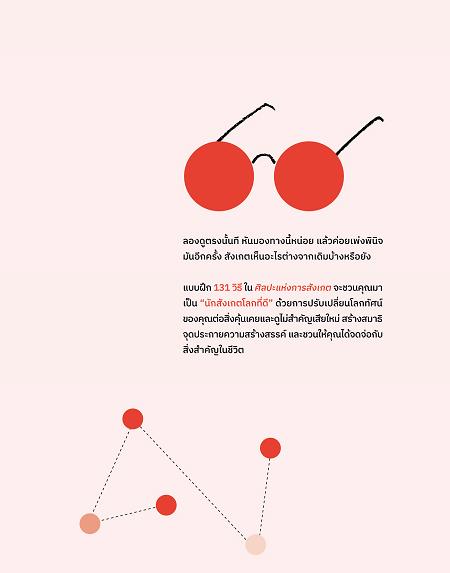 ลองดูตรงนั้นที หันมองทางนี้หน่อย แล้วค่อยเพ่งพินิจ
มันอีกครั้ง สังเกตเห็นอะไรต่างจากเดิมบ้างหรือยัง
แบบฝึก 131 วิธี ใน ศิลปะแห่งการสังเกต จะชวนคุณมา
เป็น “นักสังเกตโลกที่ดี” ด้วยการปรับเปลี่ยนโลกทัศน์
ของคุณต่อสิ่งคุ้นเคยและดูไม่สำคัญเสียใหม่ สร้างสมาธิ
จุดประกายความสร้างสรรค์ และชวนให้คุณได้จดจ่อกับ
สิ่งสำคัญในชีวิต